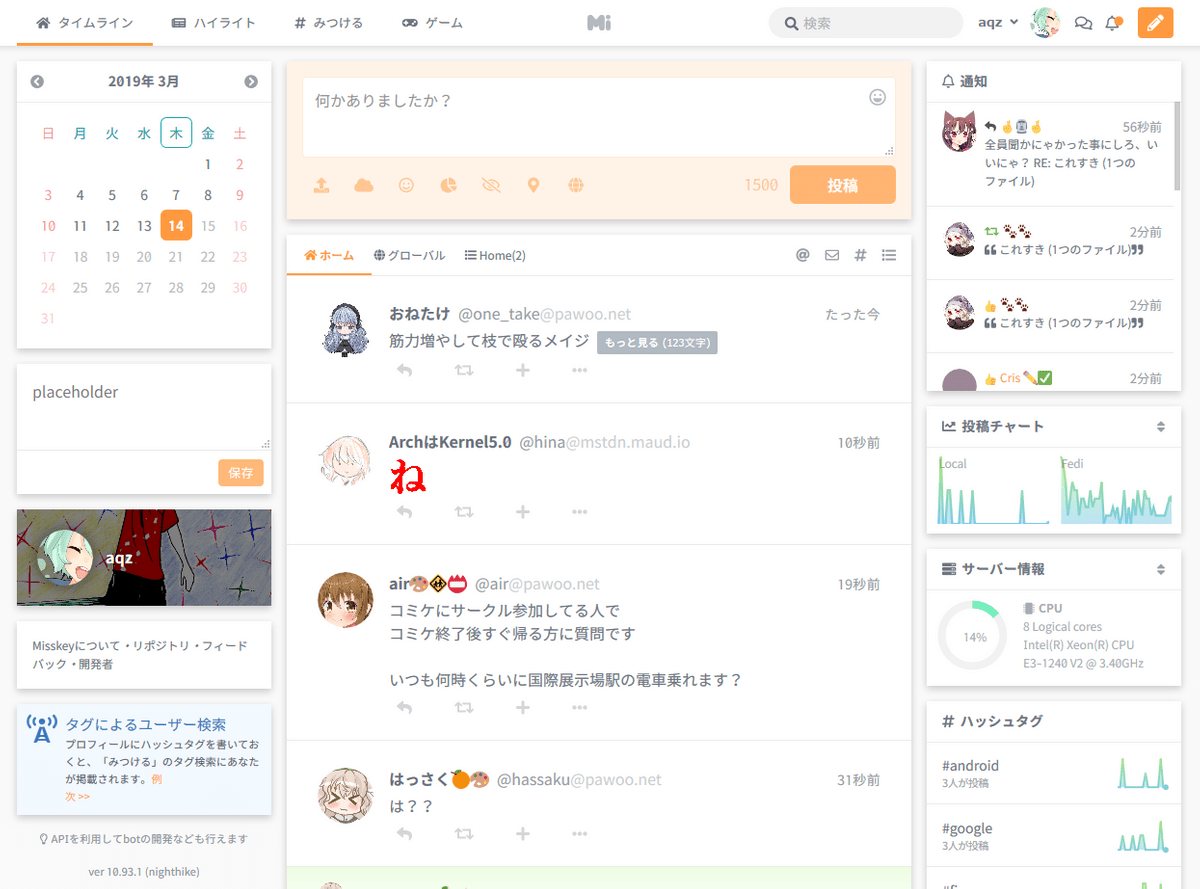 タイムライン ハイライト みつける ゲーム Mi 検索 aqz
2019年 3月
日 月 火 水 木 金 土
1 2
3 4 5 6 7 8 9
10 11 12 13 14 15 16
17 18 19 20 21 22 23
24 25 26 27 28 29 30
31
placeholder
保存
aqz
Misskeyについて・リポジトリ・フィード
バック・開発者
タグによるユーザー検索
プロフィールにハッシュタグを書いてお
くと、「みつける」のタグ検索にあなた
が掲載されます。例
次 >>
APIを利用してbotの開発なども行えます
ver 10.93.1 (nighthike)
何かありましたか？
1500 投稿
ホーム グローバル Home(2)
おねたけ @one_take@pawoo.net たった今
筋力増やして枝で殴るメイジ もっと見る (123文字)
ArchはKernel5.0 @hina@mstdn.maud.io 10秒前
ね
air @air@pawoo.net 19秒前
コミケにサークル参加してる人で
コミケ終了後すぐ帰る方に質問です
いつも何時くらいに国際展示場駅の電車乗れます？
はっさく @hassaku@pawoo.net 31秒前
は？？
通知
56秒前
全員聞かにゃかった事にしろ、い
いにゃ？ RE: これすき (1つの
ファイル)
2分前
これすき (1つのファイル)
2分前
これすき (1つのファイル)
Cris 2分前
投稿チャート
Local Fedi
サーバー情報
14%
CPU
8 Logical cores
Intel(R) Xeon(R) CPU
E3-1240 V2 @ 3.40GHz
ハッシュタグ
#android
3人が投稿
#google
3人が投稿